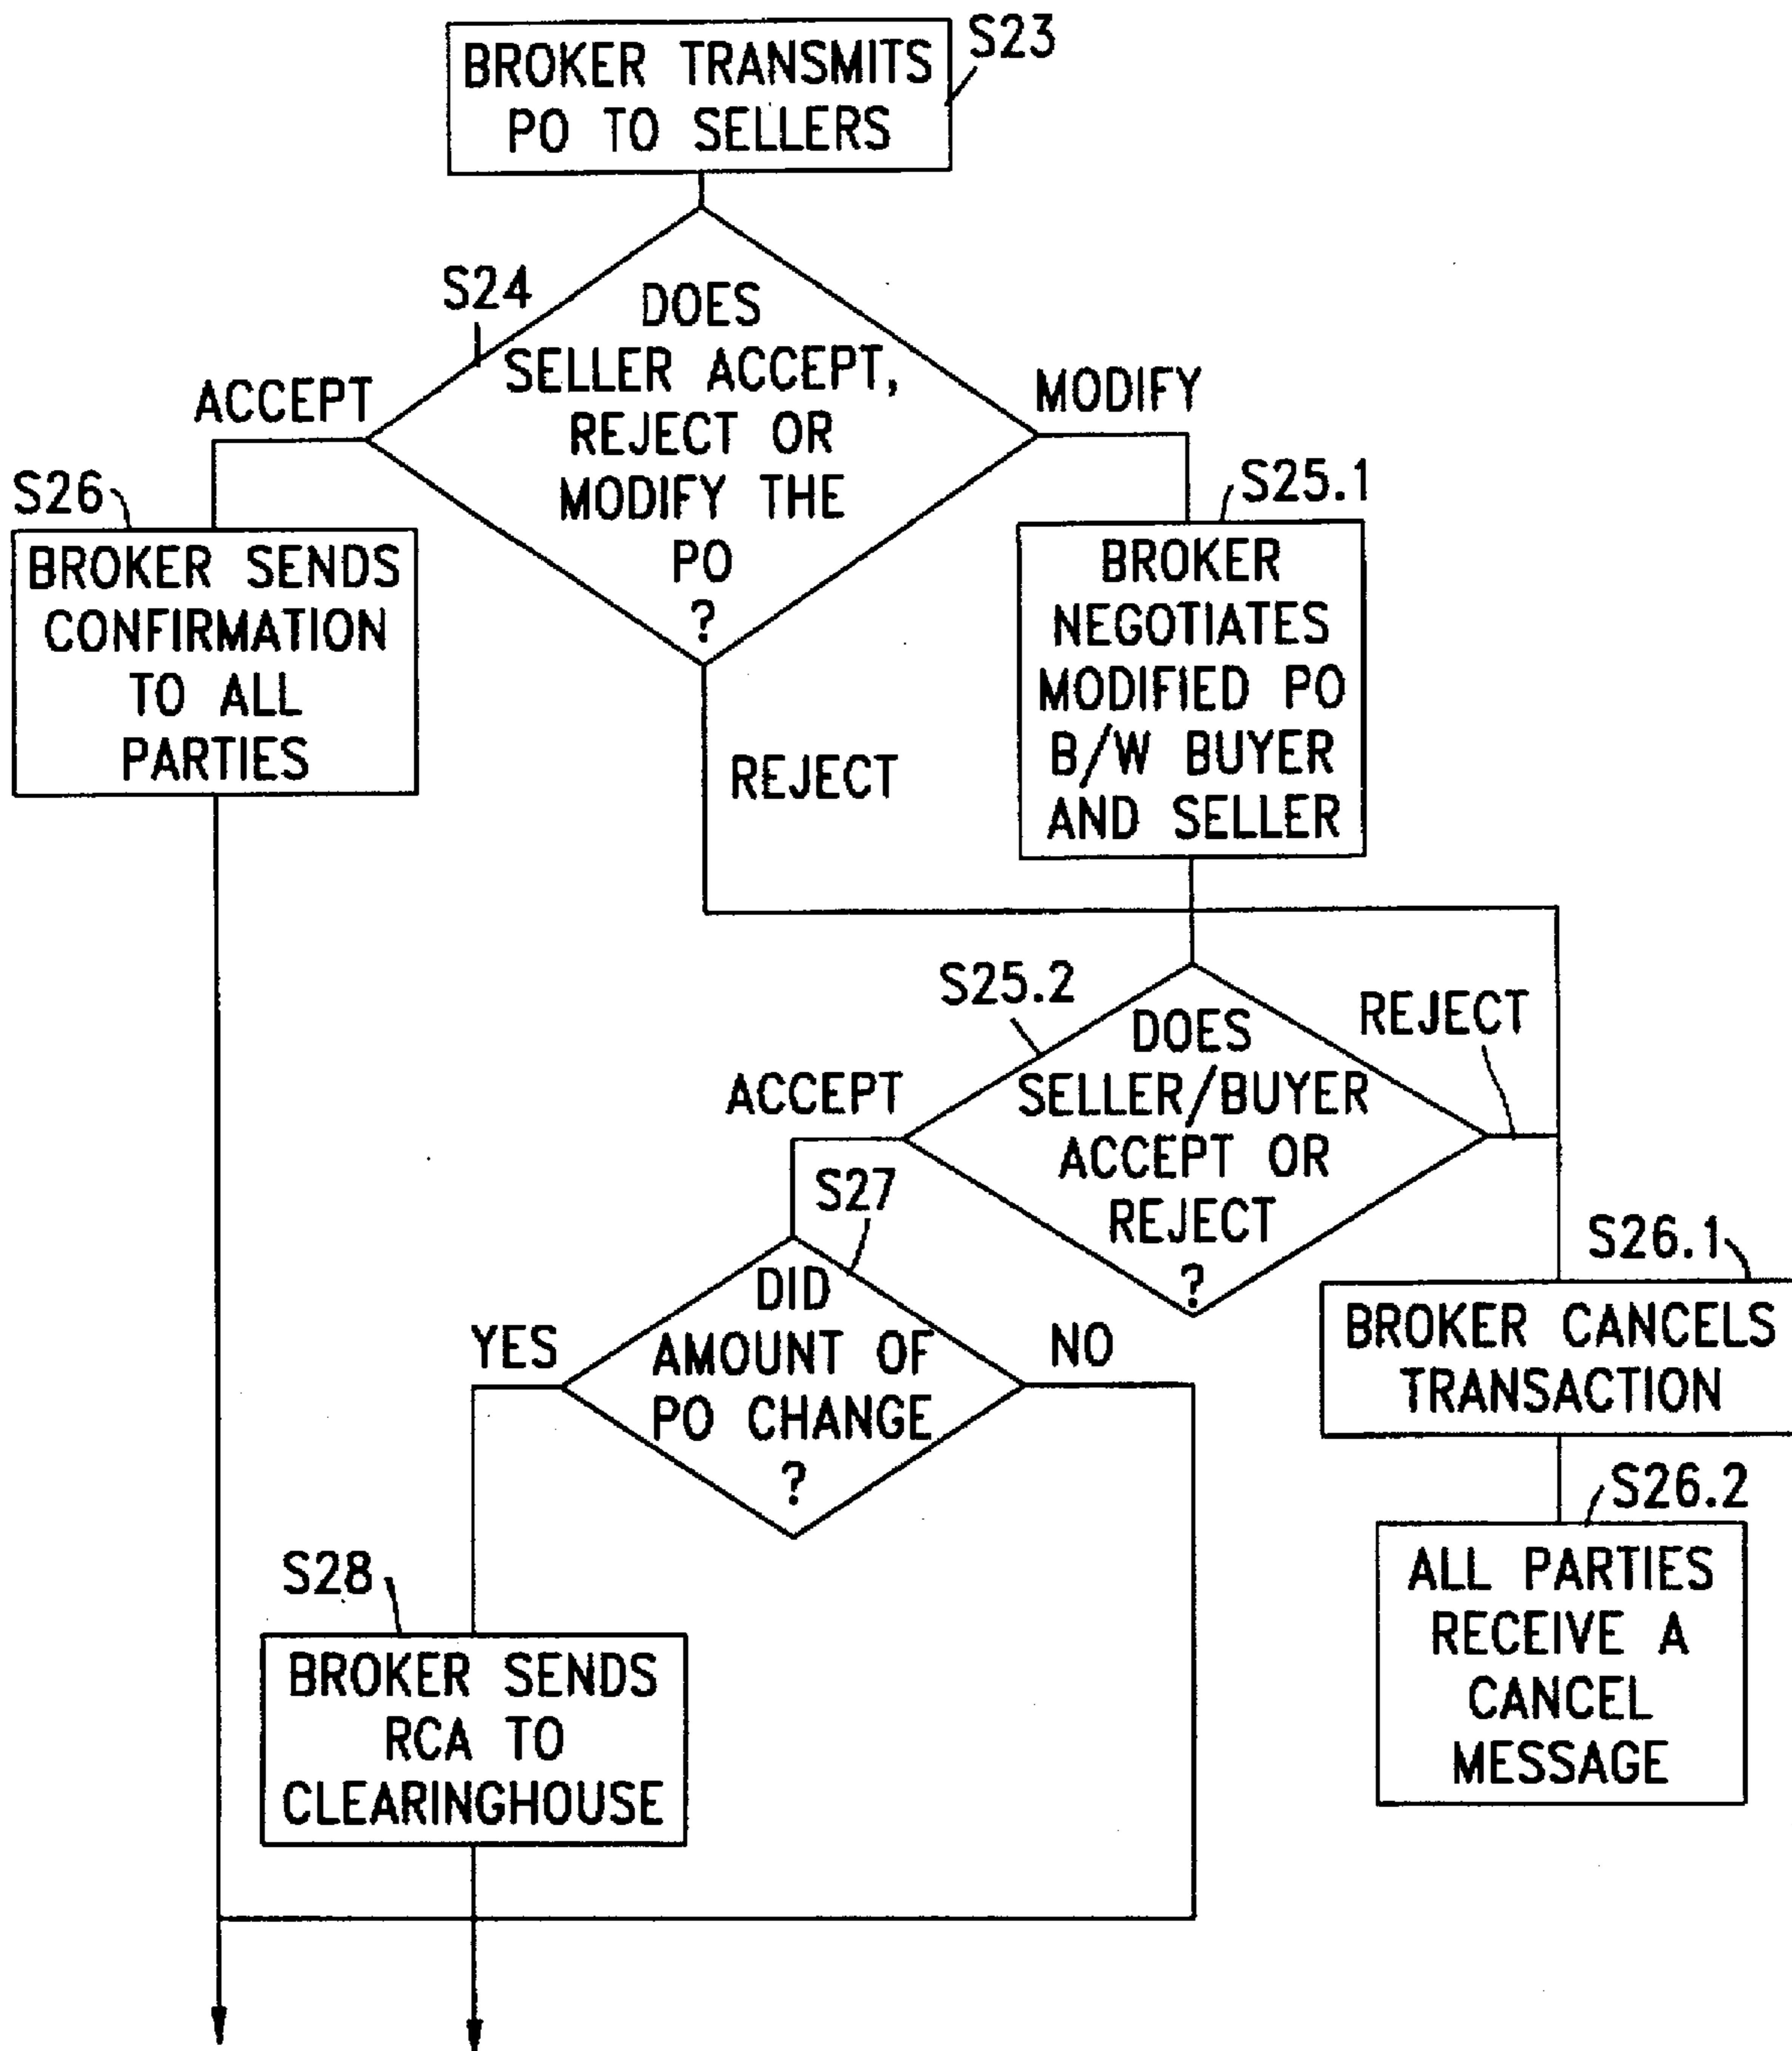 BROKER TRANSMITS
PO TO SELLERS
S23
S24
DOES
SELLER ACCEPT,
REJECT OR
MODIFY THE
PO
?
ACCEPT
MODIFY
REJECT
S26
BROKER SENDS
CONFIRMATION
TO ALL
PARTIES
S25.1
BROKER
NEGOTIATES
MODIFIED PO
B/W BUYER
AND SELLER
S25.2
DOES
SELLER/BUYER
ACCEPT OR
REJECT
?
ACCEPT
REJECT
S27
DID
AMOUNT OF
PO CHANGE
?
YES
NO
S26.1
BROKER CANCELS
TRANSACTION
S26.2
ALL PARTIES
RECEIVE A
CANCEL
MESSAGE
S28
BROKER SENDS
RCA TO
CLEARINGHOUSE